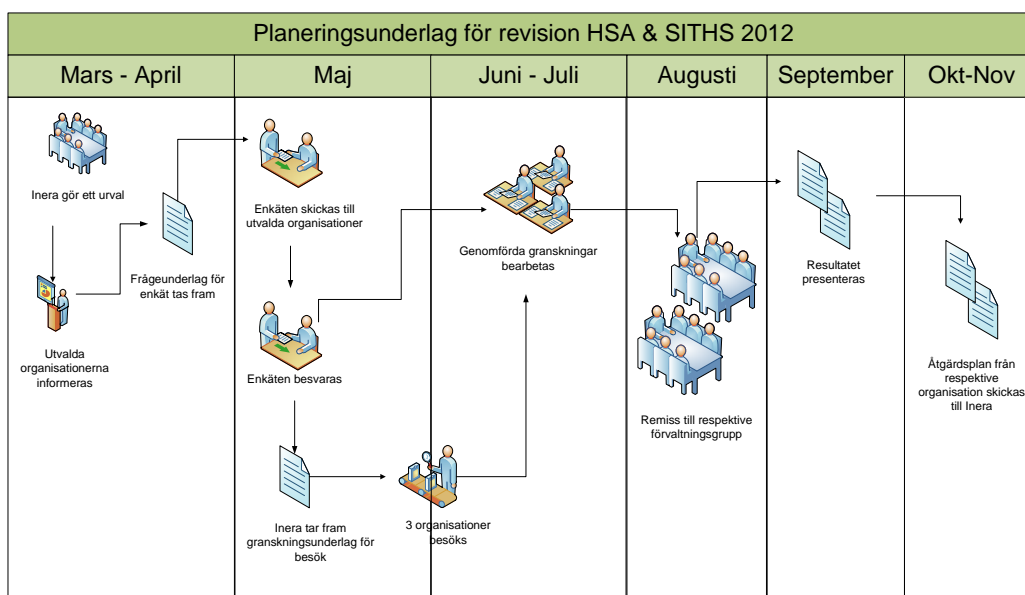 Planeringsunderlag för revision HSA & SITHS 2012
Mars - April
Maj
Juni - Juli
Augusti
September
Okt-Nov
Inera gör ett urval
Utvalda
organisationerna
informeras
Frågeunderlag för
enkät tas fram
Enkäten skickas till
utvalda organisationer
Enkäten besvaras
Inera tar fram
granskningsunderlag för
besök
3 organisationer
besöks
Genomförda granskningar
bearbetas
Remiss till respektive
förvaltningsgrupp
Resultatet
presenteras
Åtgärdsplan från
respektive
organisation skickas
till Inera